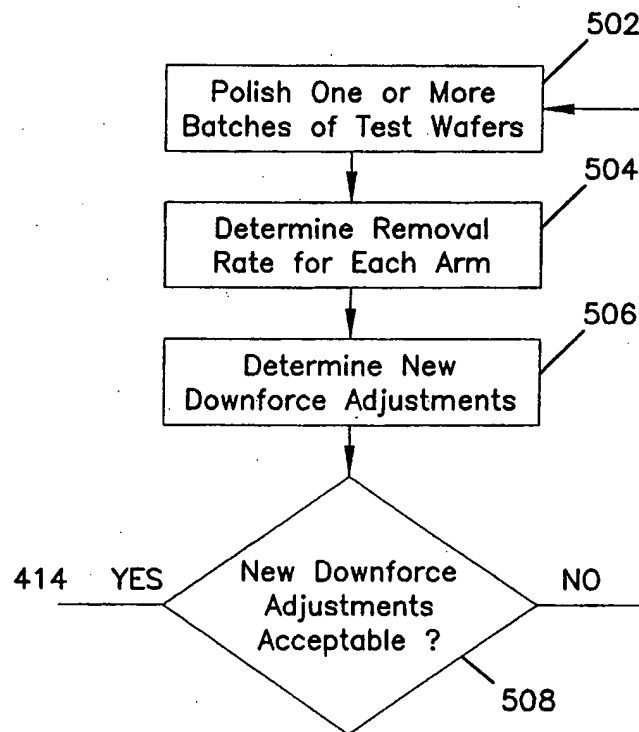 502
Polish One or More
Batches of Test Wafers
504
Determine Removal
Rate for Each Arm
506
Determine New
Downforce Adjustments
414 YES
New Downforce
Adjustments
Acceptable ?
NO
508